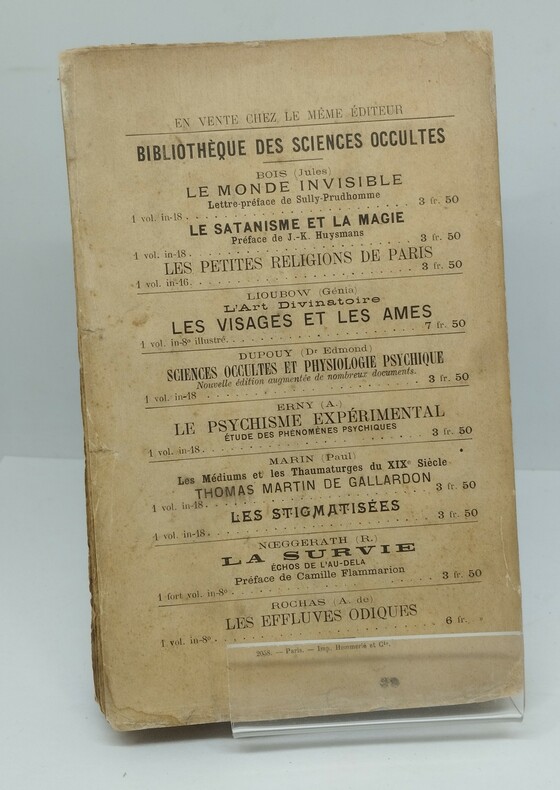 EN VENTE CHEZ LE MÊME ÉDITEUR
BIBLIOTHÈQUE DES SCIENCES OCCULTES
BOIS (Jules)
LE MONDE INVISIBLE
Lettre-préface de Sully-Prudhomme
1 vol. in-18 . . . . . . . . . . . . . . . . . . . . 3 fr. 50
LE SATANISME ET LA MAGIE
Préface de J.-K. Huysmans
1 vol. in-18 . . . . . . . . . . . . . . . . . . . . 3 fr. 50
LES PETITES RELIGIONS DE PARIS
1 vol. in-16 . . . . . . . . . . . . . . . . . . . . 3 fr. 50
LIOUBOW (Génia)
L'Art Divinatoire
LES VISAGES ET LES AMES
1 vol. in-8º illustré . . . . . . . . . . . . . . . . . 7 fr. 50
DUPOUY (Dr Edmond)
SCIENCES OCCULTES ET PHYSIOLOGIE PSYCHIQUE
Nouvelle édition augmentée de nombreux documents.
1 vol. in-18 . . . . . . . . . . . . . . . . . . . . 3 fr. 50
ERNY (A.)
LE PSYCHISME EXPÉRIMENTAL
ÉTUDE DES PHÉNOMÈNES PSYCHIQUES
1 vol. in-18 . . . . . . . . . . . . . . . . . . . . 3 fr. 50
MARIN (Paul)
Les Médiums et les Thaumaturges du XIXe Siècle
THOMAS MARTIN DE GALLARDON
1 vol. in-18 . . . . . . . . . . . . . . . . . . . . 3 fr. 50
LES STIGMATISÉES
1 vol. in-18 . . . . . . . . . . . . . . . . . . . . 3 fr. 50
NŒGGERATH (R.)
LA SURVIE
ÉCHOS DE L'AU-DELA
Préface de Camille Flammarion
1 fort vol. in-8º . . . . . . . . . . . . . . . . . . 3 fr. 50
ROCHAS (A. de)
LES EFFLUVES ODIQUES
1 vol. in-8º . . . . . . . . . . . . . . . . . . . . 6 fr.
2058. — Paris. — Imp. Hemmerlé et Cie.